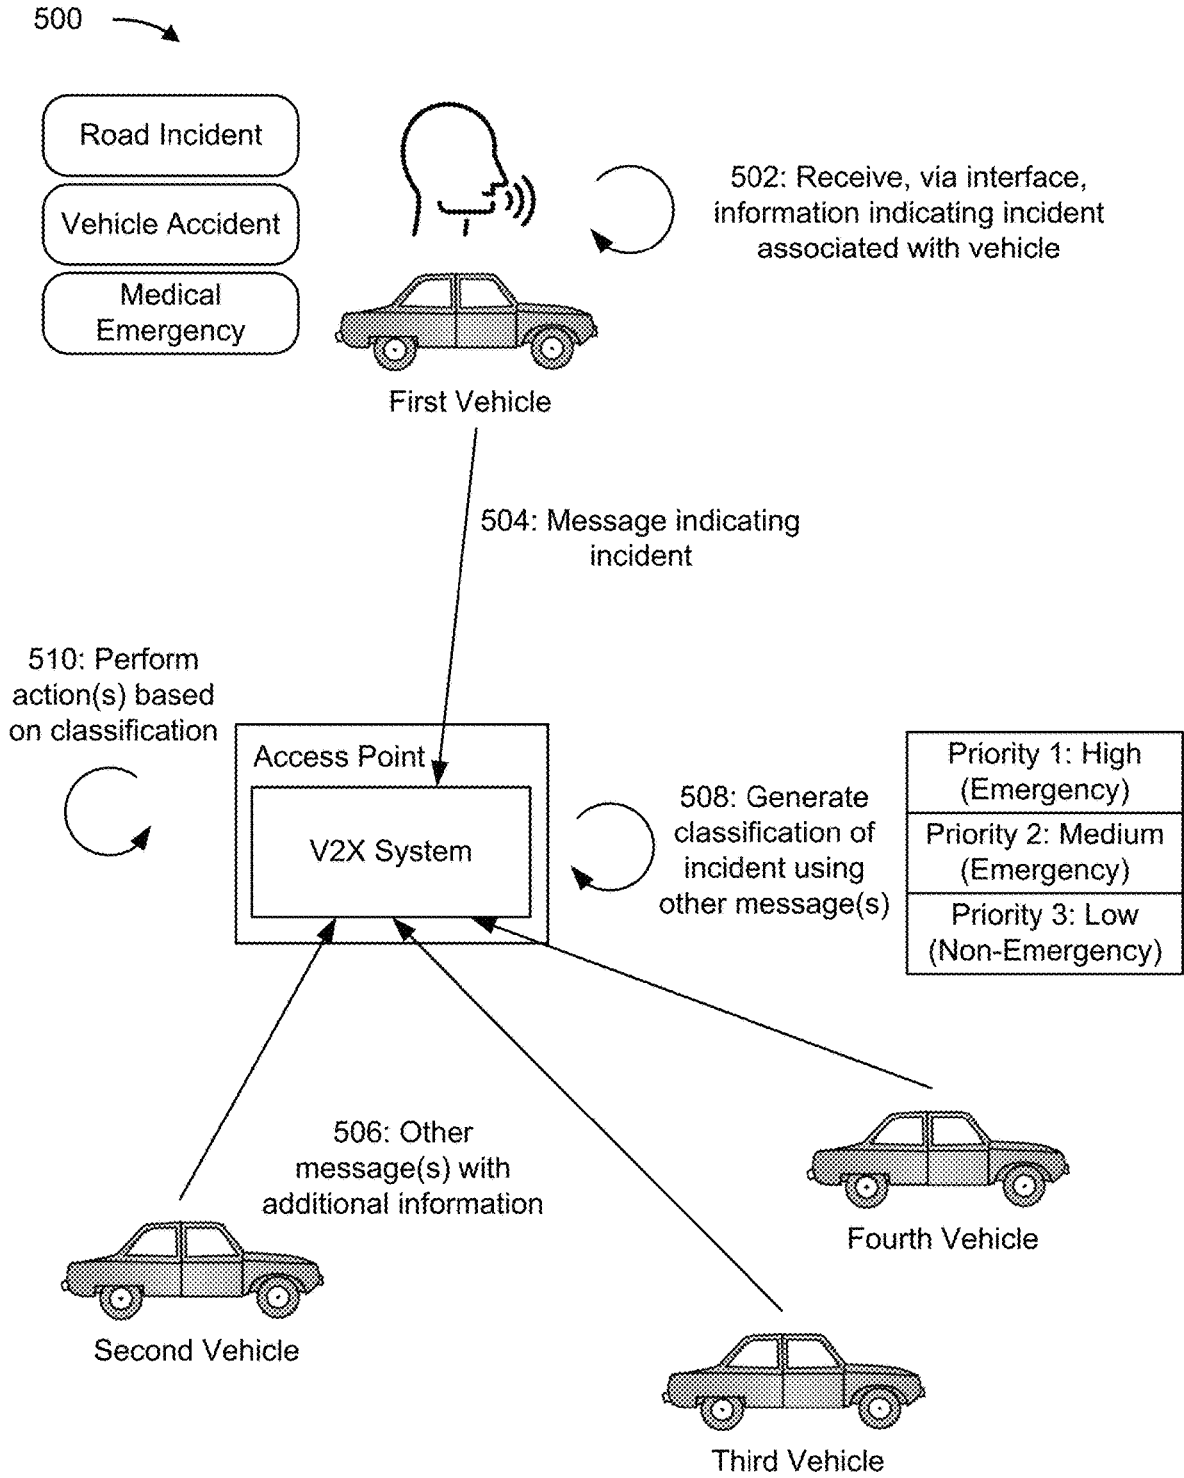 500
Road Incident
Vehicle Accident
Medical
Emergency
502: Receive, via interface,
information indicating incident
associated with vehicle
First Vehicle
504: Message indicating
incident
510: Perform
action(s) based
on classification
Access Point
V2X System
508: Generate
classification of
incident using
other message(s)
Priority 1: High
(Emergency)
Priority 2: Medium
(Emergency)
Priority 3: Low
(Non-Emergency)
506: Other
message(s) with
additional information
Fourth Vehicle
Second Vehicle
Third Vehicle